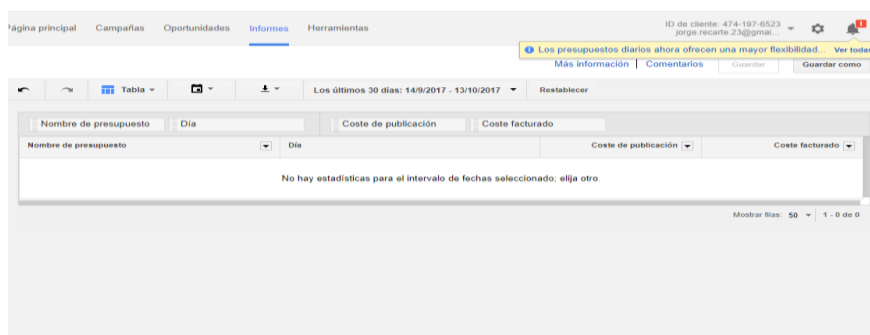 Página principal Campañas Oportunidades Informes Herramientas
ID de cliente: 474-197-6523
jorge.recarte.23@gmai...
1
Los presupuestos diarios ahora ofrecen una mayor flexibilidad... Ver todas
Más información Comentarios Guardar Guardar como
Tabla Los últimos 30 días: 14/9/2017 - 13/10/2017 Restablecer
Nombre de presupuesto Día Coste de publicación Coste facturado
Nombre de presupuesto Día Coste de publicación Coste facturado
No hay estadísticas para el intervalo de fechas seleccionado; elija otro.
Mostrar filas: 50 1 - 0 de 0